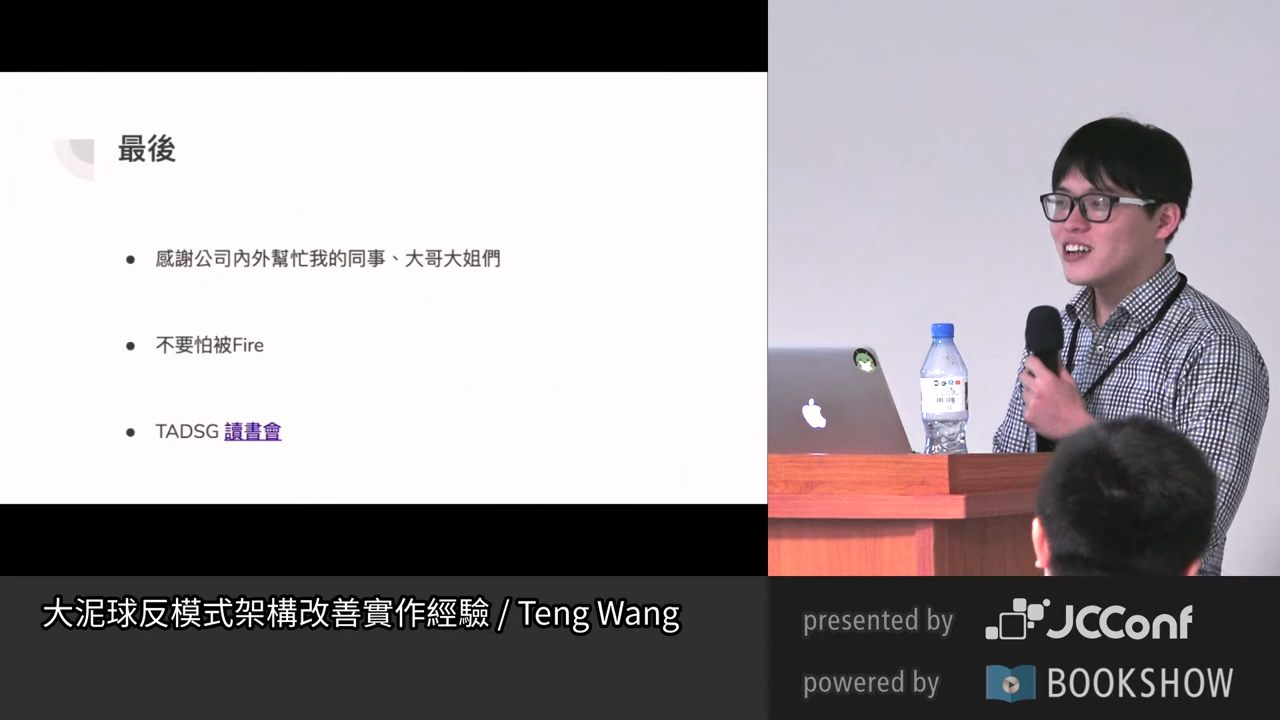 最後
感謝公司內外幫忙我的同事、大哥大姐們
不要怕被Fire
TADSG 讀書會
大泥球反模式架構改善實作經驗 / Teng Wang
presented by JCConf
powered by BOOKSHOW